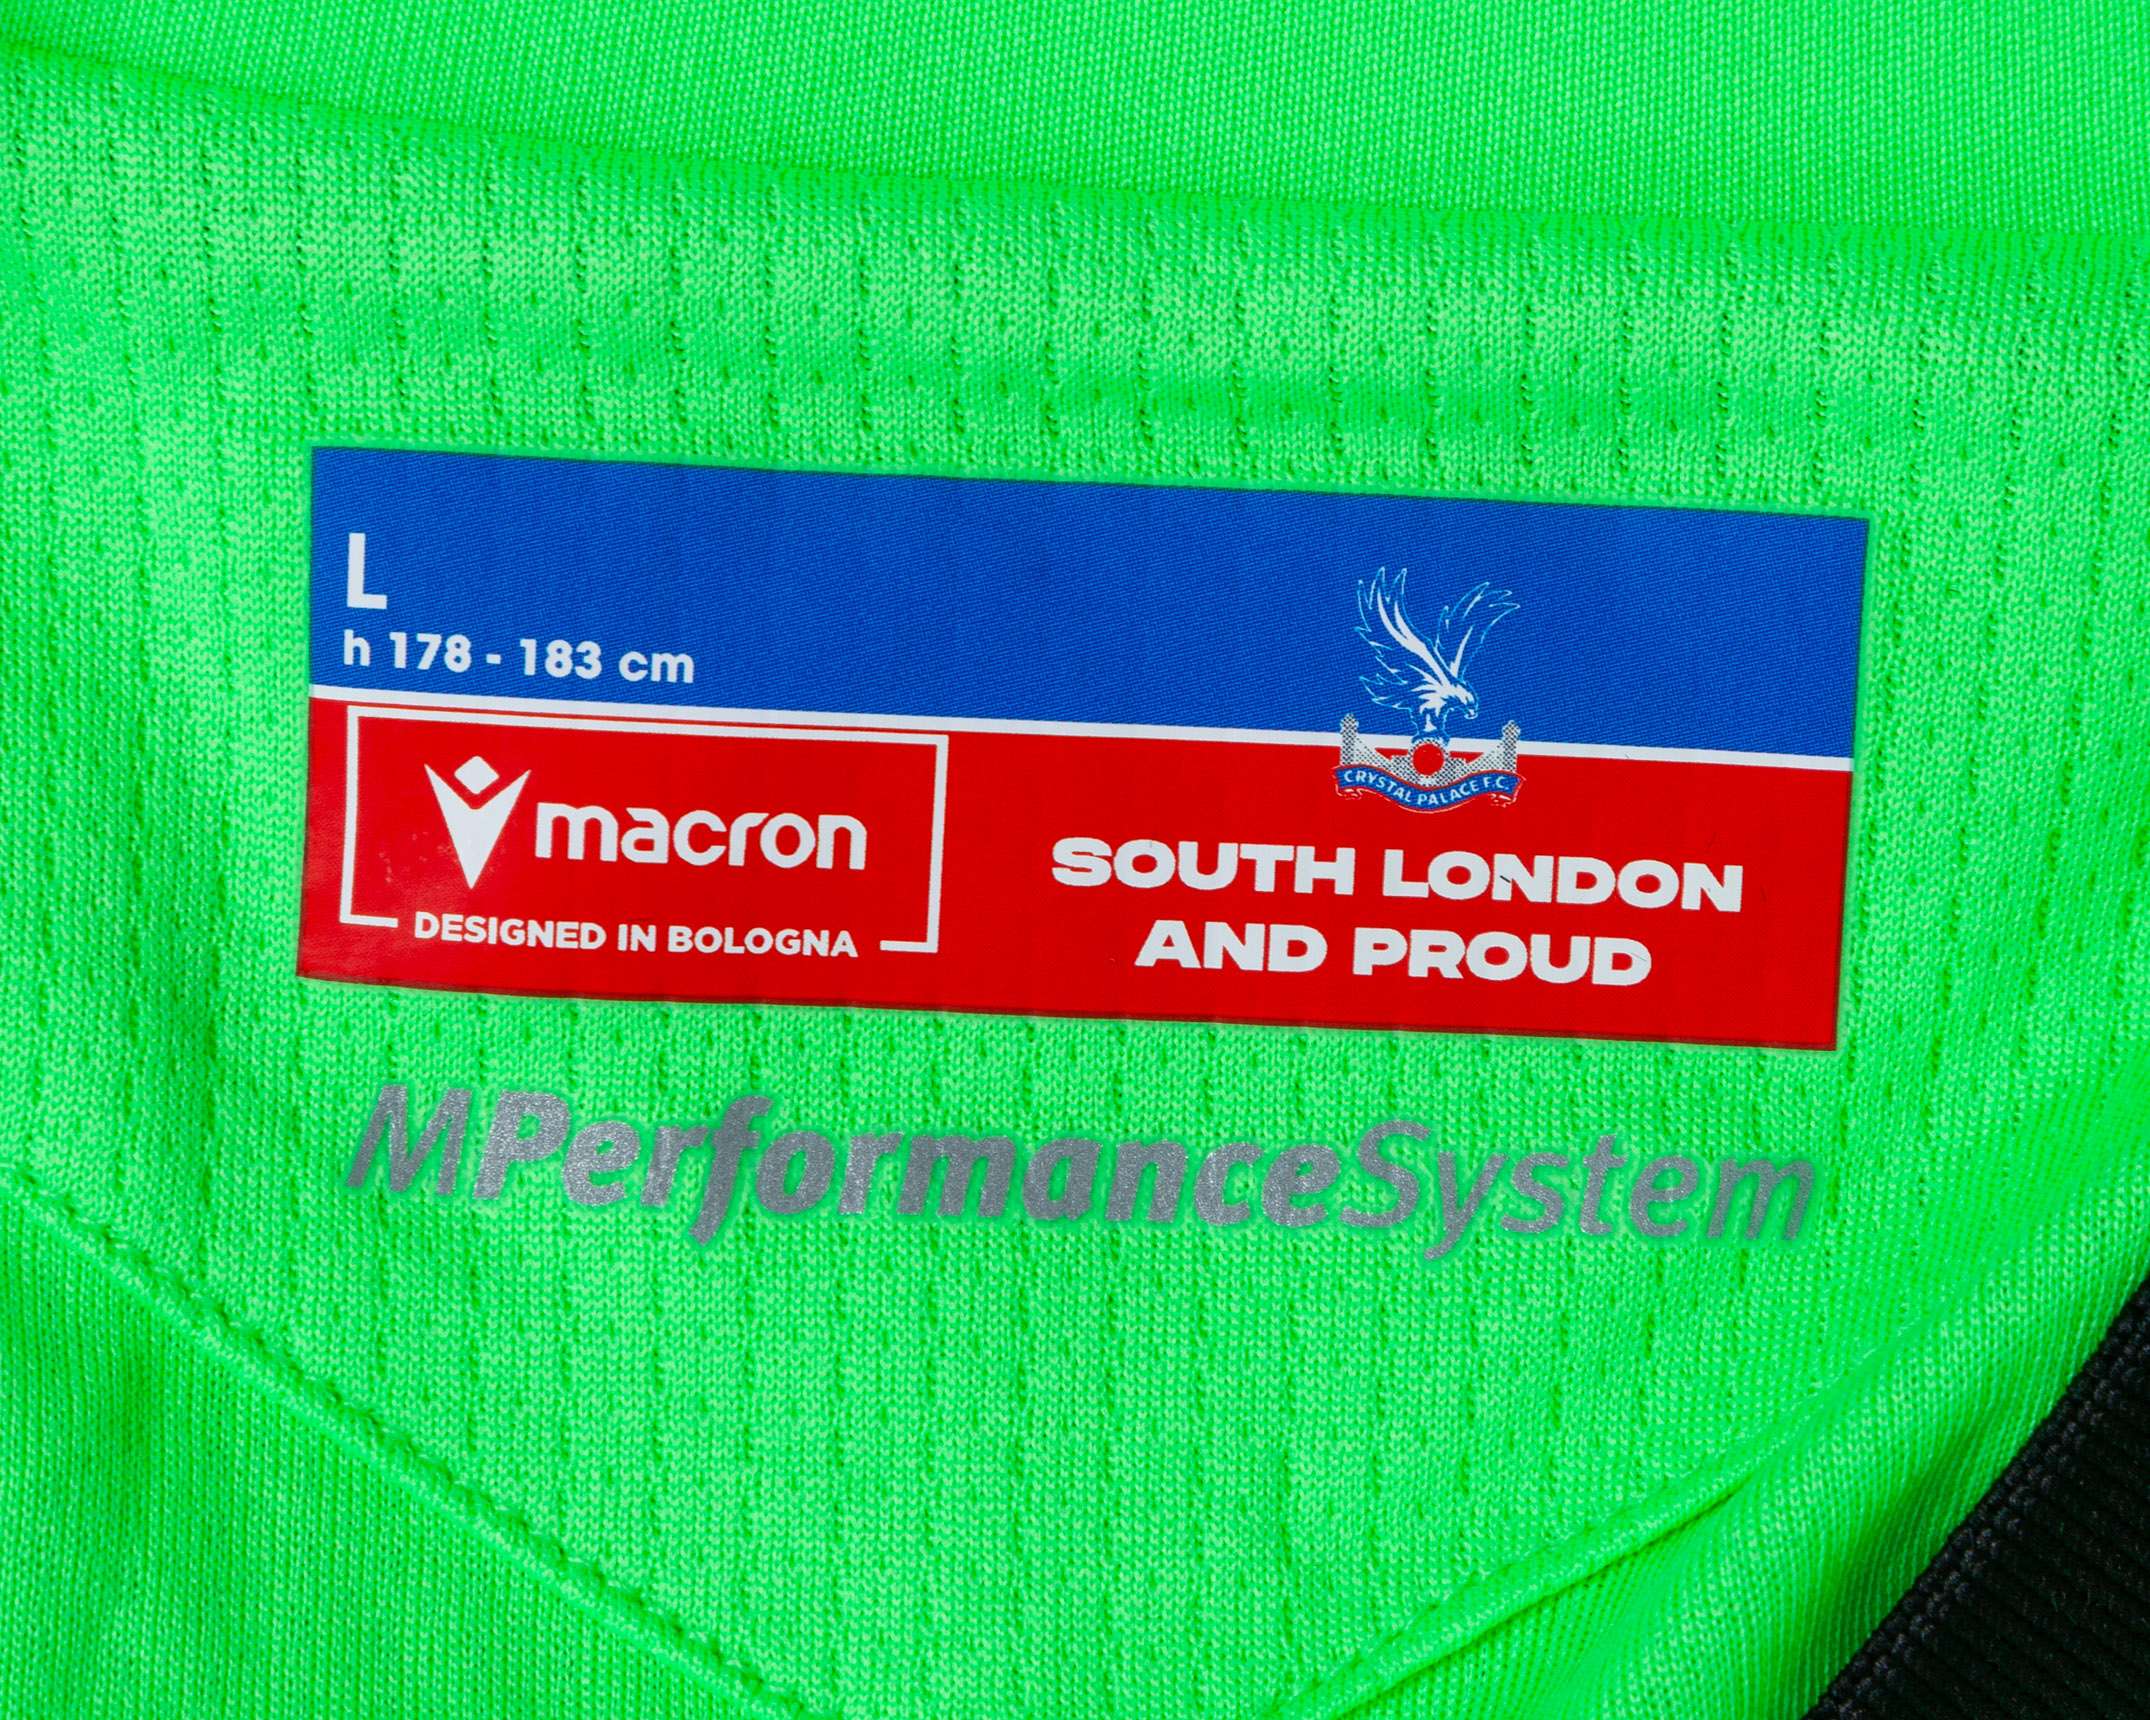 L
h 178 - 183 cm
CRYSTAL PALACE F.C.
macron
DESIGNED IN BOLOGNA
SOUTH LONDON
AND PROUD
MPerformanceSystem